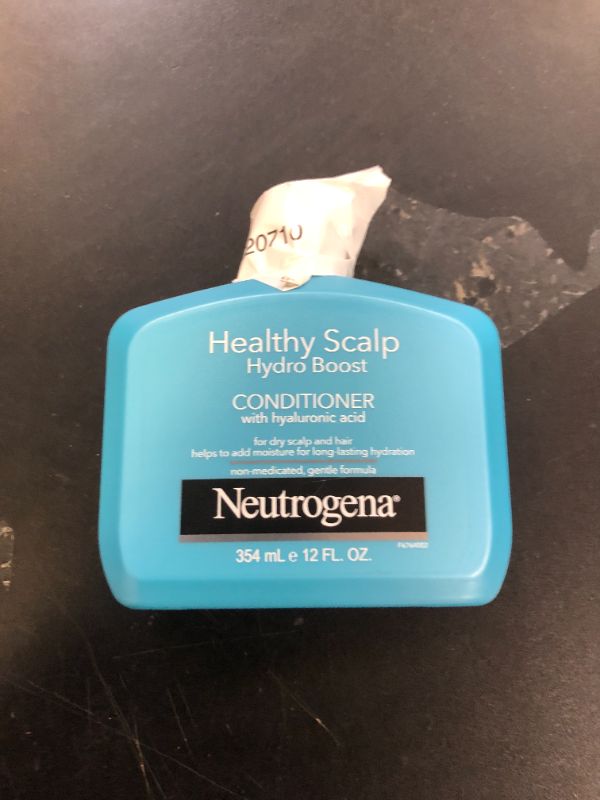 20710
Healthy Scalp
Hydro Boost
CONDITIONER
with hyaluronic acid
for dry scalp and hair
helps to add moisture for long-lasting hydration
non-medicated, gentle formula
Neutrogena®
354 mL e 12 FL. OZ.